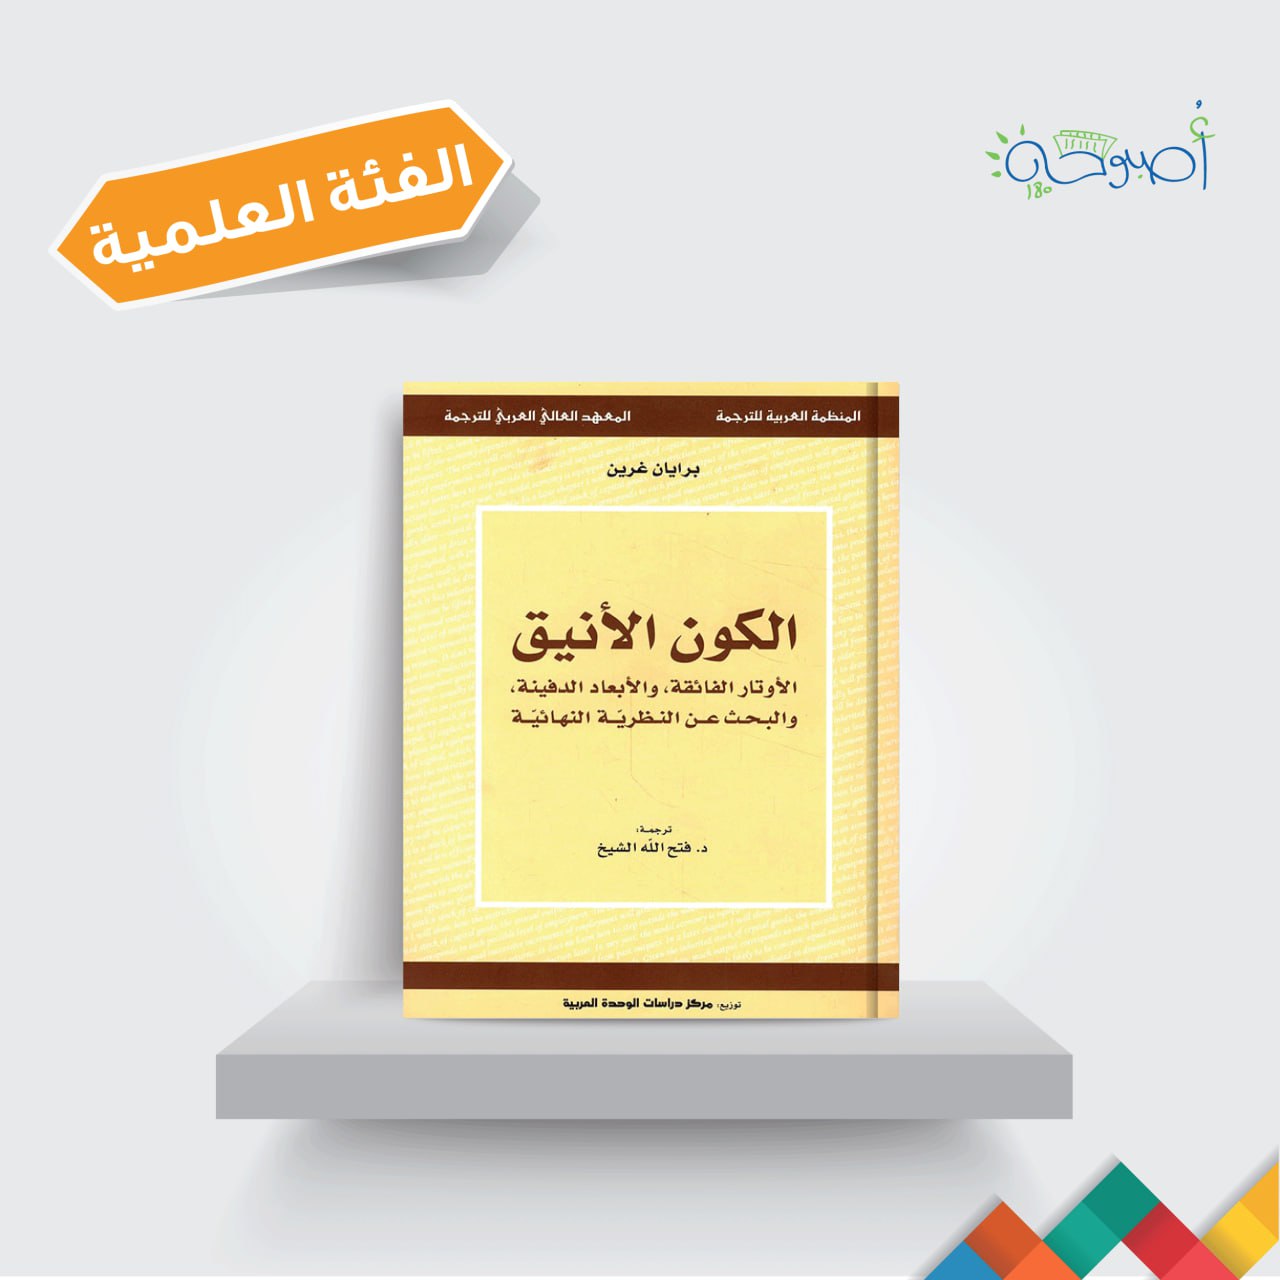 الفئة العلمية
أصبوحة
١٨٠
المنظمة العربية للترجمة
المعهد العالي العربي للترجمة
برايان غرين
الكون الأنيق
الأوتار الفائقة، والأبعاد الدفينة،
والبحث عن النظريّة النهائيّة
ترجمة:
د. فتح الله الشيخ
توزيع: مركز دراسات الوحدة العربية